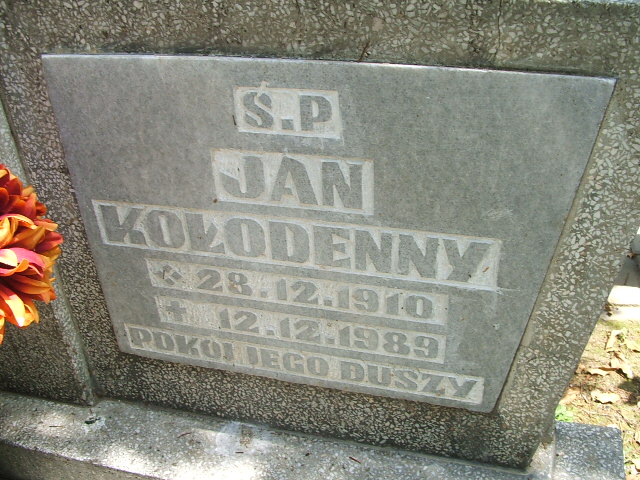 Ś.P
JAN
KOŁODENNY
28.12.1910
✝ 12.12.1989
POKÓJ JEGO DUSZY